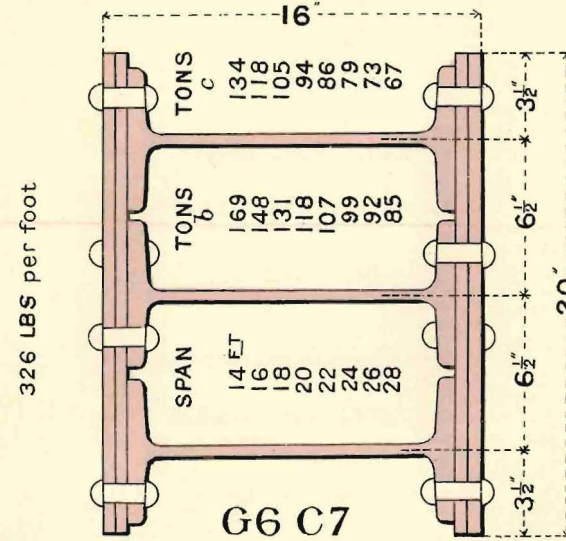 16"
326 LBS per foot
SPAN TONS TONS
b c
14 FT 169 134
16 148 118
18 131 105
20 118 94
22 107 86
24 99 79
26 92 73
28 85 67
3½" 6½" 6½" 3½"
20"
G6 C7